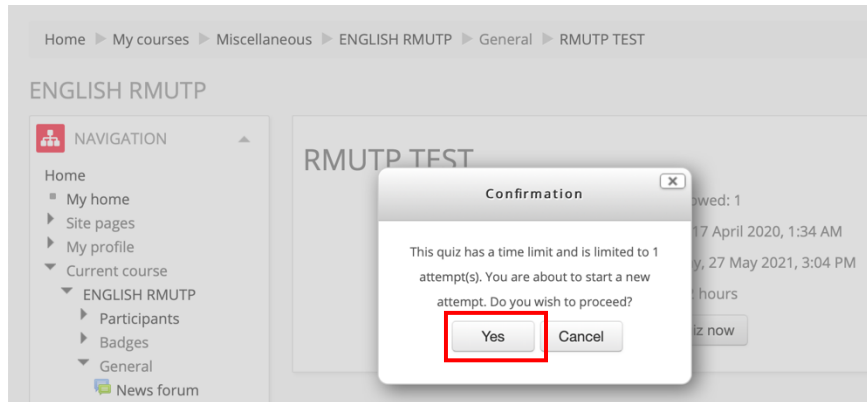 Home My courses Miscellaneous ENGLISH RMUTP General RMUTP TEST
ENGLISH RMUTP
NAVIGATION
Home
My home
Site pages
My profile
Current course
ENGLISH RMUTP
Participants
Badges
General
News forum
RMUTP TEST
owed: 1
17 April 2020, 1:34 AM
y, 27 May 2021, 3:04 PM
hours
iz now
Confirmation
This quiz has a time limit and is limited to 1
attempt(s). You are about to start a new
attempt. Do you wish to proceed?
Yes Cancel